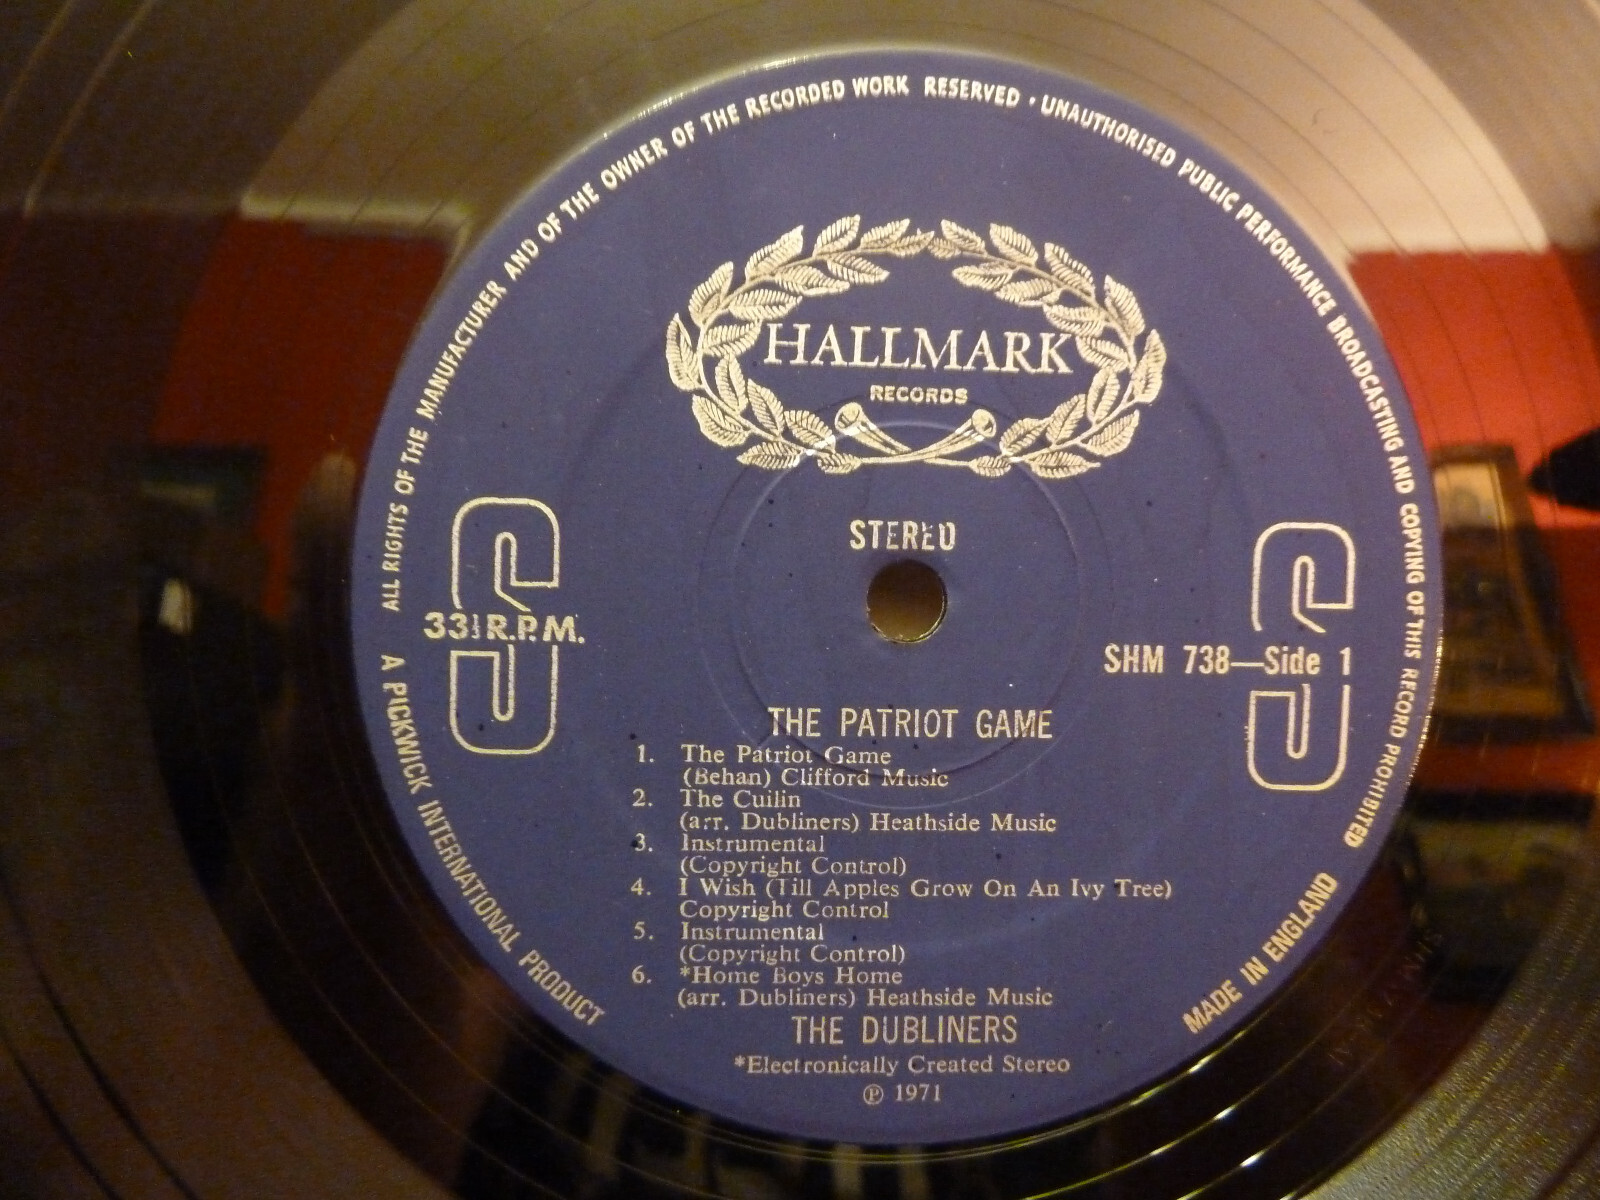 ALL RIGHTS OF THE MANUFACTURER AND OF THE OWNER OF THE RECORDED WORK RESERVED · UNAUTHORISED PUBLIC PERFORMANCE BROADCASTING AND COPYING OF THIS RECORD PROHIBITED
HALLMARK
RECORDS
STEREO
33⅓ R.P.M.
SHM 738—Side 1
THE PATRIOT GAME
1. The Patriot Game
(Behan) Clifford Music
2. The Cuilin
(arr. Dubliners) Heathside Music
3. Instrumental
(Copyright Control)
4. I Wish (Till Apples Grow On An Ivy Tree)
Copyright Control
5. Instrumental
(Copyright Control)
6. *Home Boys Home
(arr. Dubliners) Heathside Music
THE DUBLINERS
*Electronically Created Stereo
℗ 1971
A PICKWICK INTERNATIONAL PRODUCT
MADE IN ENGLAND